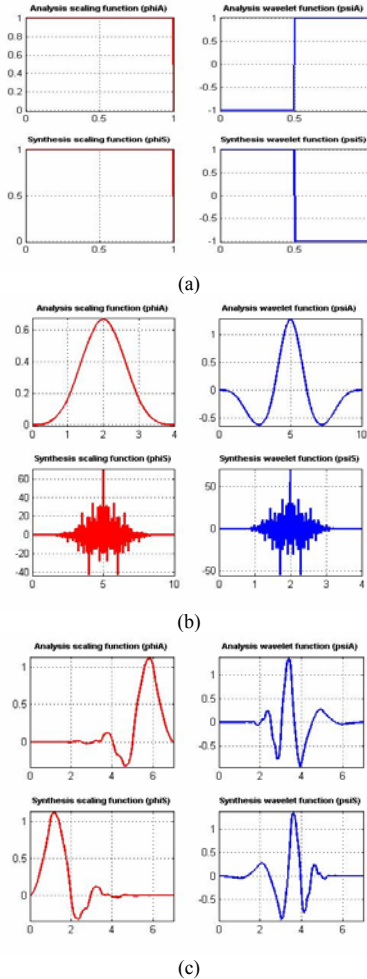 Analysis scaling function (phiA)
1
0.8
0.6
0.4
0.2
0
0 0.5 1
Analysis wavelet function (psiA)
1
0.5
0
-0.5
-1
0.5
Synthesis scaling function (phiS)
1
0.5
0
0 0.5 1
Synthesis wavelet function (psiS)
1
0.5
0
-0.5
-1
0.5
(a)
Analysis scaling function (phiA)
0.6
0.4
0.2
0
0 1 2 3 4
Analysis wavelet function (psiA)
1
0.5
0
-0.5
0 5 10
Synthesis scaling function (phiS)
60
40
20
0
-20
-40
0 5 10
Synthesis wavelet function (psiS)
50
0
-50
0 1 2 3 4
(b)
Analysis scaling function (phiA)
1
0.5
0
0 2 4 6
Analysis wavelet function (psiA)
1
0.5
0
-0.5
0 2 4 6
Synthesis scaling function (phiS)
1
0.5
0
0 2 4 6
Synthesis wavelet function (psiS)
1
0.5
0
-0.5
0 2 4 6
(c)